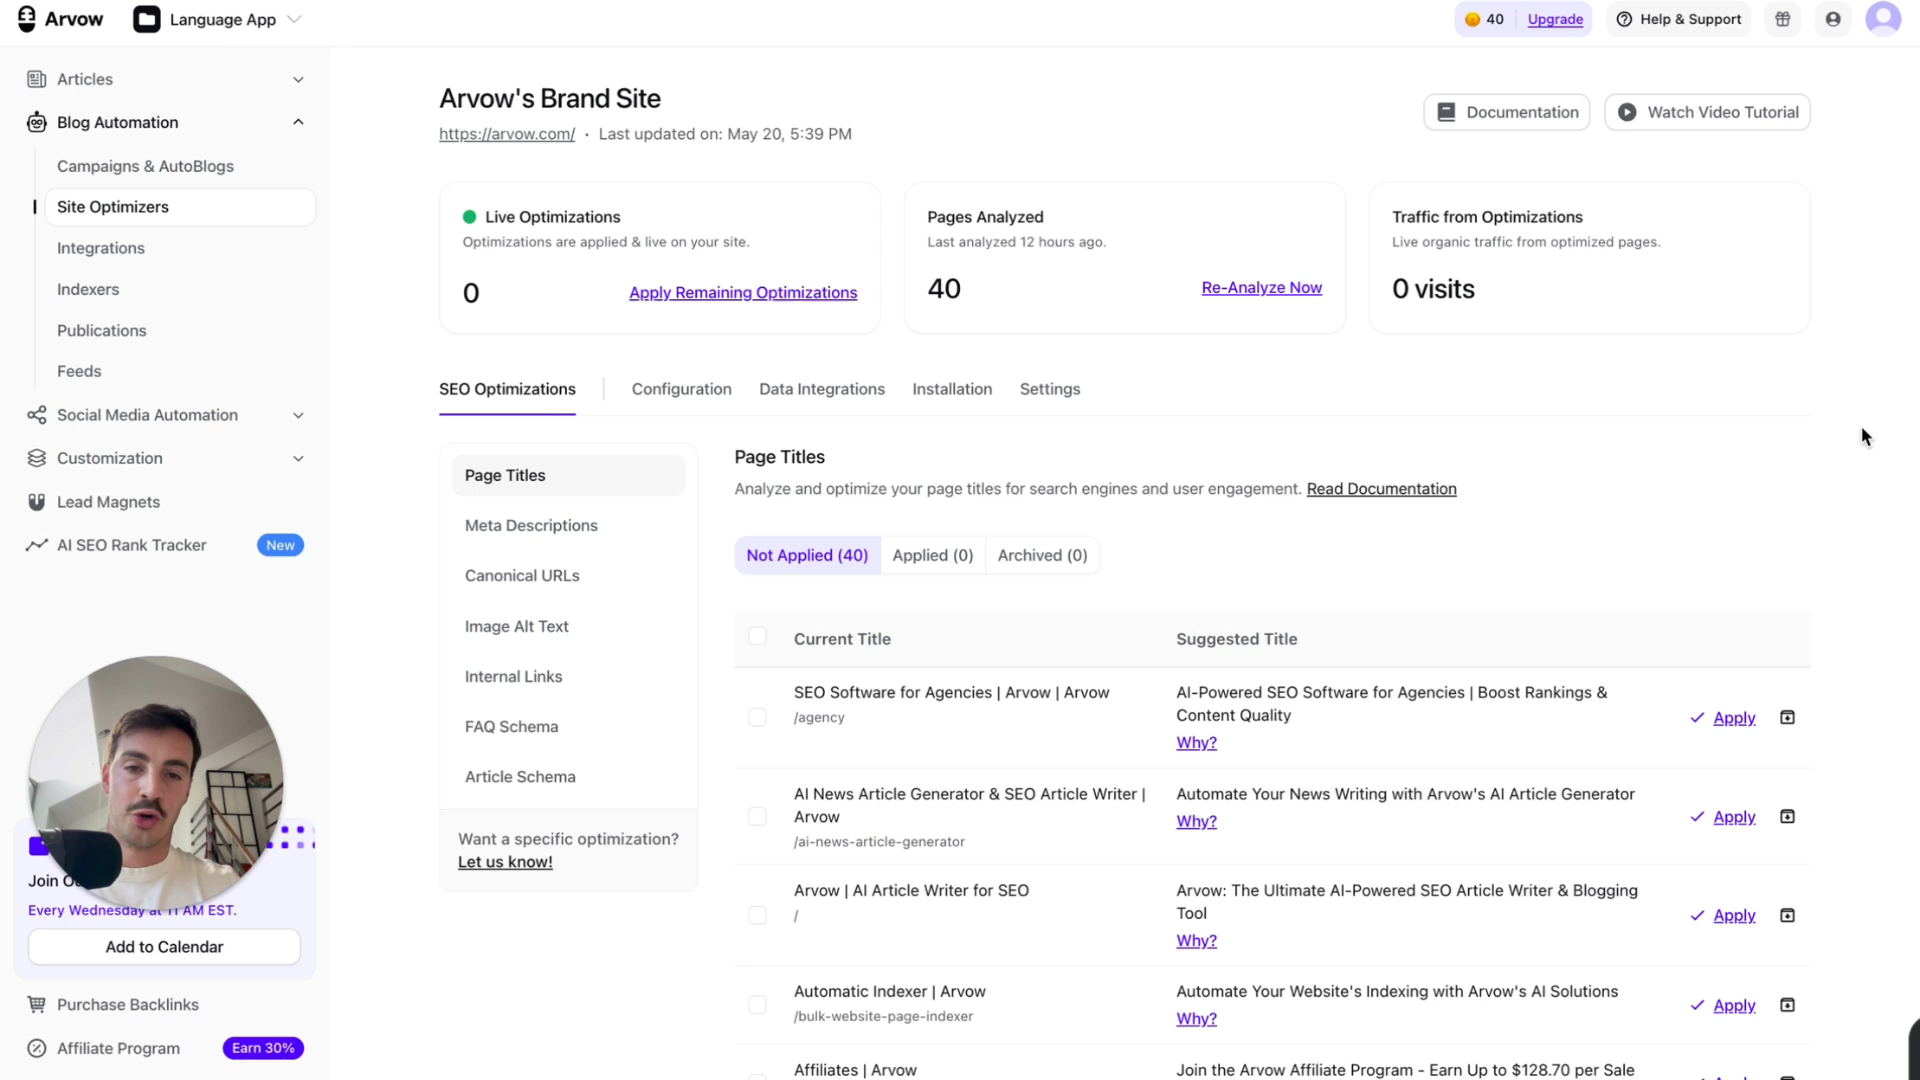 Arvow
Language App
40
Upgrade
Help & Support
Articles
Blog Automation
Campaigns & AutoBlogs
Site Optimizers
Integrations
Indexers
Publications
Feeds
Social Media Automation
Customization
Lead Magnets
AI SEO Rank Tracker
New
Join
Every Wednesday at 11 AM EST.
Add to Calendar
Purchase Backlinks
Affiliate Program
Earn 30%
Arvow's Brand Site
https://arvow.com/ · Last updated on: May 20, 5:39 PM
Documentation
Watch Video Tutorial
Live Optimizations
Optimizations are applied & live on your site.
0
Apply Remaining Optimizations
Pages Analyzed
Last analyzed 12 hours ago.
40
Re-Analyze Now
Traffic from Optimizations
Live organic traffic from optimized pages.
0 visits
SEO Optimizations
Configuration
Data Integrations
Installation
Settings
Page Titles
Meta Descriptions
Canonical URLs
Image Alt Text
Internal Links
FAQ Schema
Article Schema
Want a specific optimization?
Let us know!
Page Titles
Analyze and optimize your page titles for search engines and user engagement. Read Documentation
Not Applied (40)
Applied (0)
Archived (0)
Current Title
Suggested Title
SEO Software for Agencies | Arvow | Arvow
/agency
AI-Powered SEO Software for Agencies | Boost Rankings &
Content Quality
Why?
Apply
AI News Article Generator & SEO Article Writer |
Arvow
/ai-news-article-generator
Automate Your News Writing with Arvow's AI Article Generator
Why?
Apply
Arvow | AI Article Writer for SEO
/
Arvow: The Ultimate AI-Powered SEO Article Writer & Blogging
Tool
Why?
Apply
Automatic Indexer | Arvow
/bulk-website-page-indexer
Automate Your Website's Indexing with Arvow's AI Solutions
Why?
Apply
Affiliates | Arvow
Join the Arvow Affiliate Program - Earn Up to $128.70 per Sale